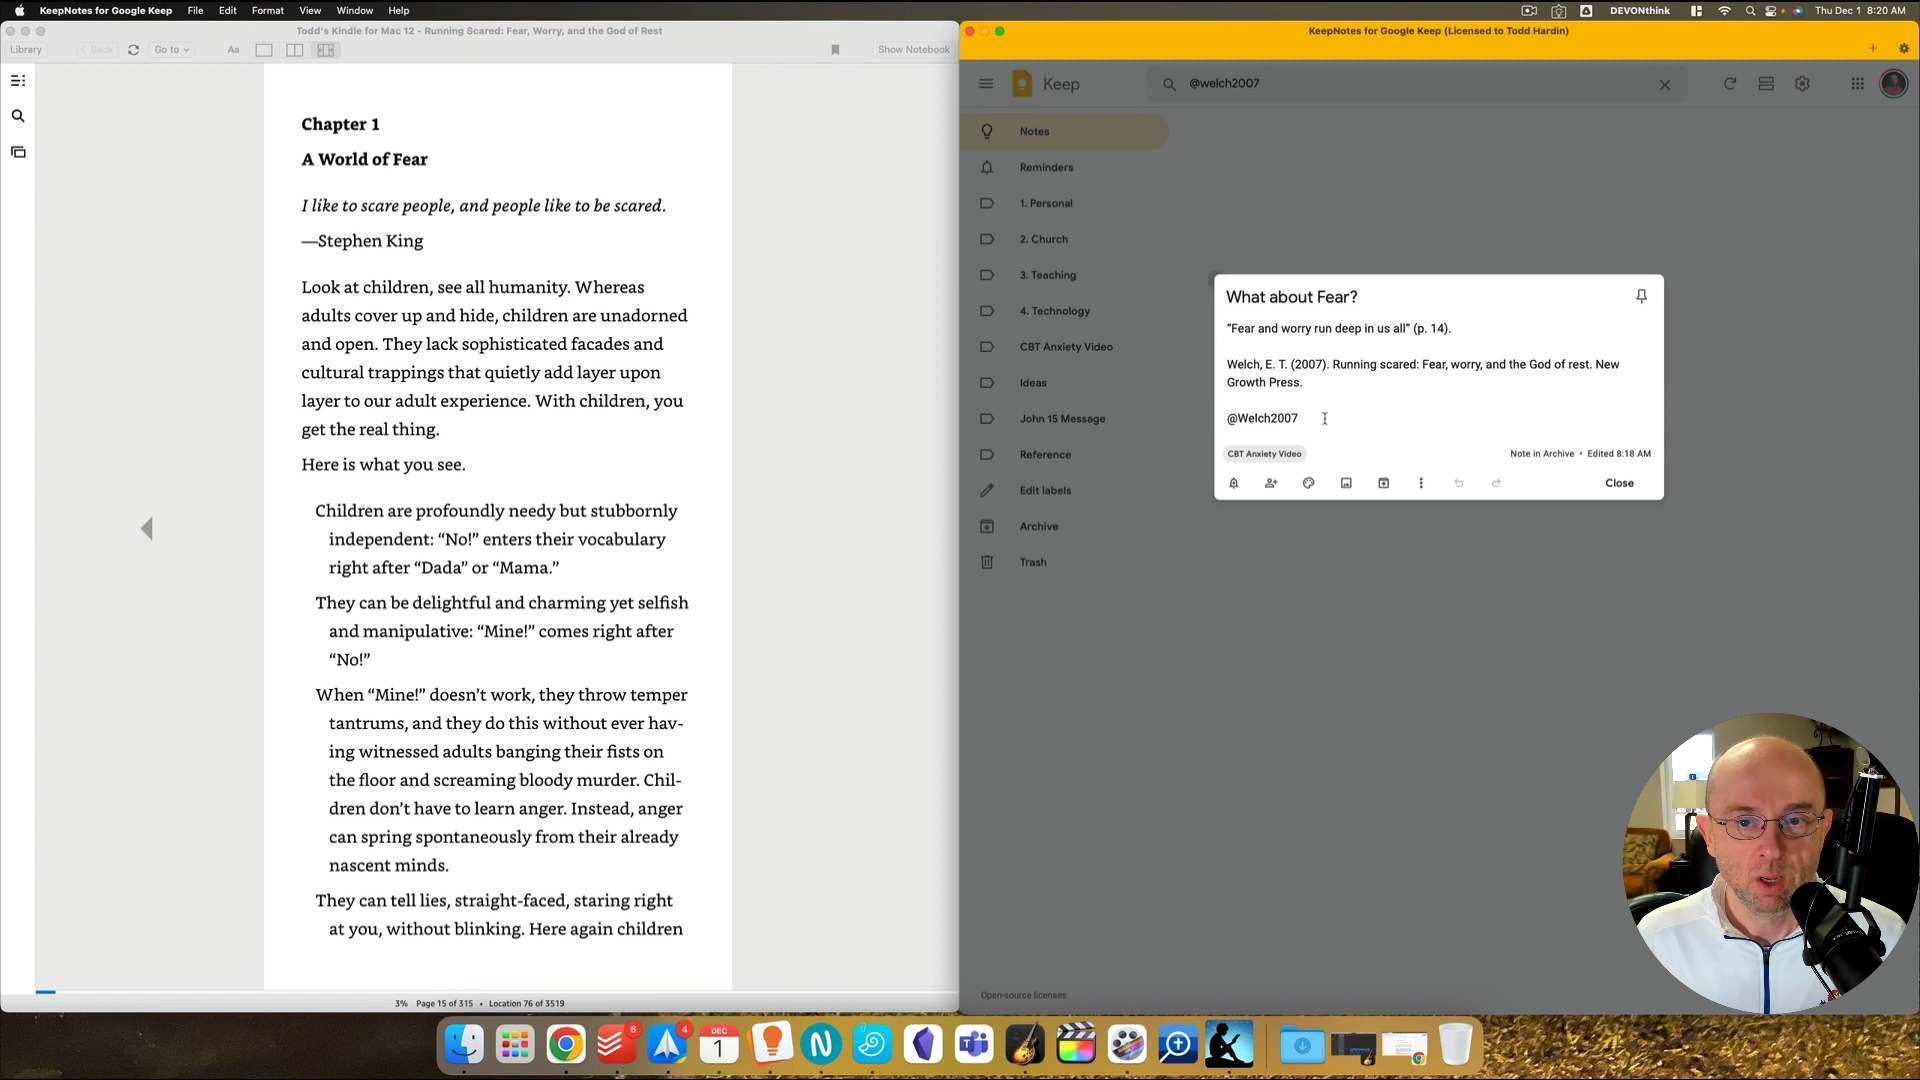 KeepNotes for Google Keep File Edit Format View Window Help
DEVONthink Thu Dec 1 8:20 AM
Todd's Kindle for Mac 12 - Running Scared: Fear, Worry, and the God of Rest
Library Back Go to Aa Show Notebook
Chapter 1
A World of Fear
I like to scare people, and people like to be scared.
—Stephen King
Look at children, see all humanity. Whereas
adults cover up and hide, children are unadorned
and open. They lack sophisticated facades and
cultural trappings that quietly add layer upon
layer to our adult experience. With children, you
get the real thing.
Here is what you see.
Children are profoundly needy but stubbornly
independent: “No!” enters their vocabulary
right after “Dada” or “Mama.”
They can be delightful and charming yet selfish
and manipulative: “Mine!” comes right after
“No!”
When “Mine!” doesn’t work, they throw temper
tantrums, and they do this without ever hav-
ing witnessed adults banging their fists on
the floor and screaming bloody murder. Chil-
dren don’t have to learn anger. Instead, anger
can spring spontaneously from their already
nascent minds.
They can tell lies, straight-faced, staring right
at you, without blinking. Here again children
3% Page 15 of 315 • Location 76 of 3519
KeepNotes for Google Keep (Licensed to Todd Hardin)
Keep
@welch2007
Notes
Reminders
1. Personal
2. Church
3. Teaching
4. Technology
CBT Anxiety Video
Ideas
John 15 Message
Reference
Edit labels
Archive
Trash
Open-source licenses
What about Fear?
“Fear and worry run deep in us all” (p. 14).
Welch, E. T. (2007). Running scared: Fear, worry, and the God of rest. New
Growth Press.
@Welch2007
CBT Anxiety Video
Note in Archive • Edited 8:18 AM
Close
6
4
DEC
1